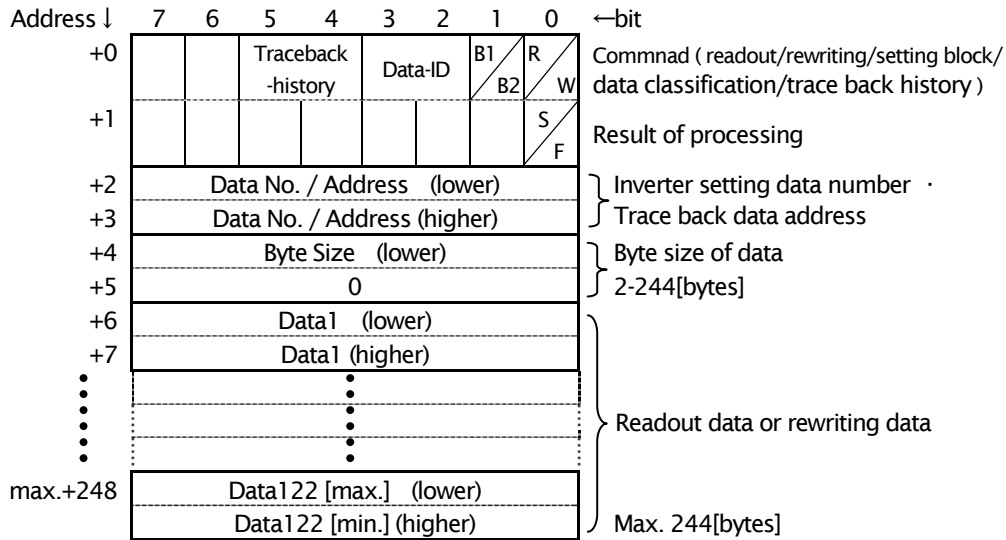 Address ↓ 7 6 5 4 3 2 1 0 ←bit
+0 Traceback -history Data-ID B1/B2 R/W Commnad ( readout/rewriting/setting block/
data classification/trace back history )
+1 S/F Result of processing
+2 Data No. / Address (lower) Inverter setting data number ・
+3 Data No. / Address (higher) Trace back data address
+4 Byte Size (lower) Byte size of data
+5 0 2-244[bytes]
+6 Data1 (lower)
+7 Data1 (higher)
Readout data or rewriting data
max.+248 Data122 [max.] (lower)
Data122 [min.] (higher) Max. 244[bytes]